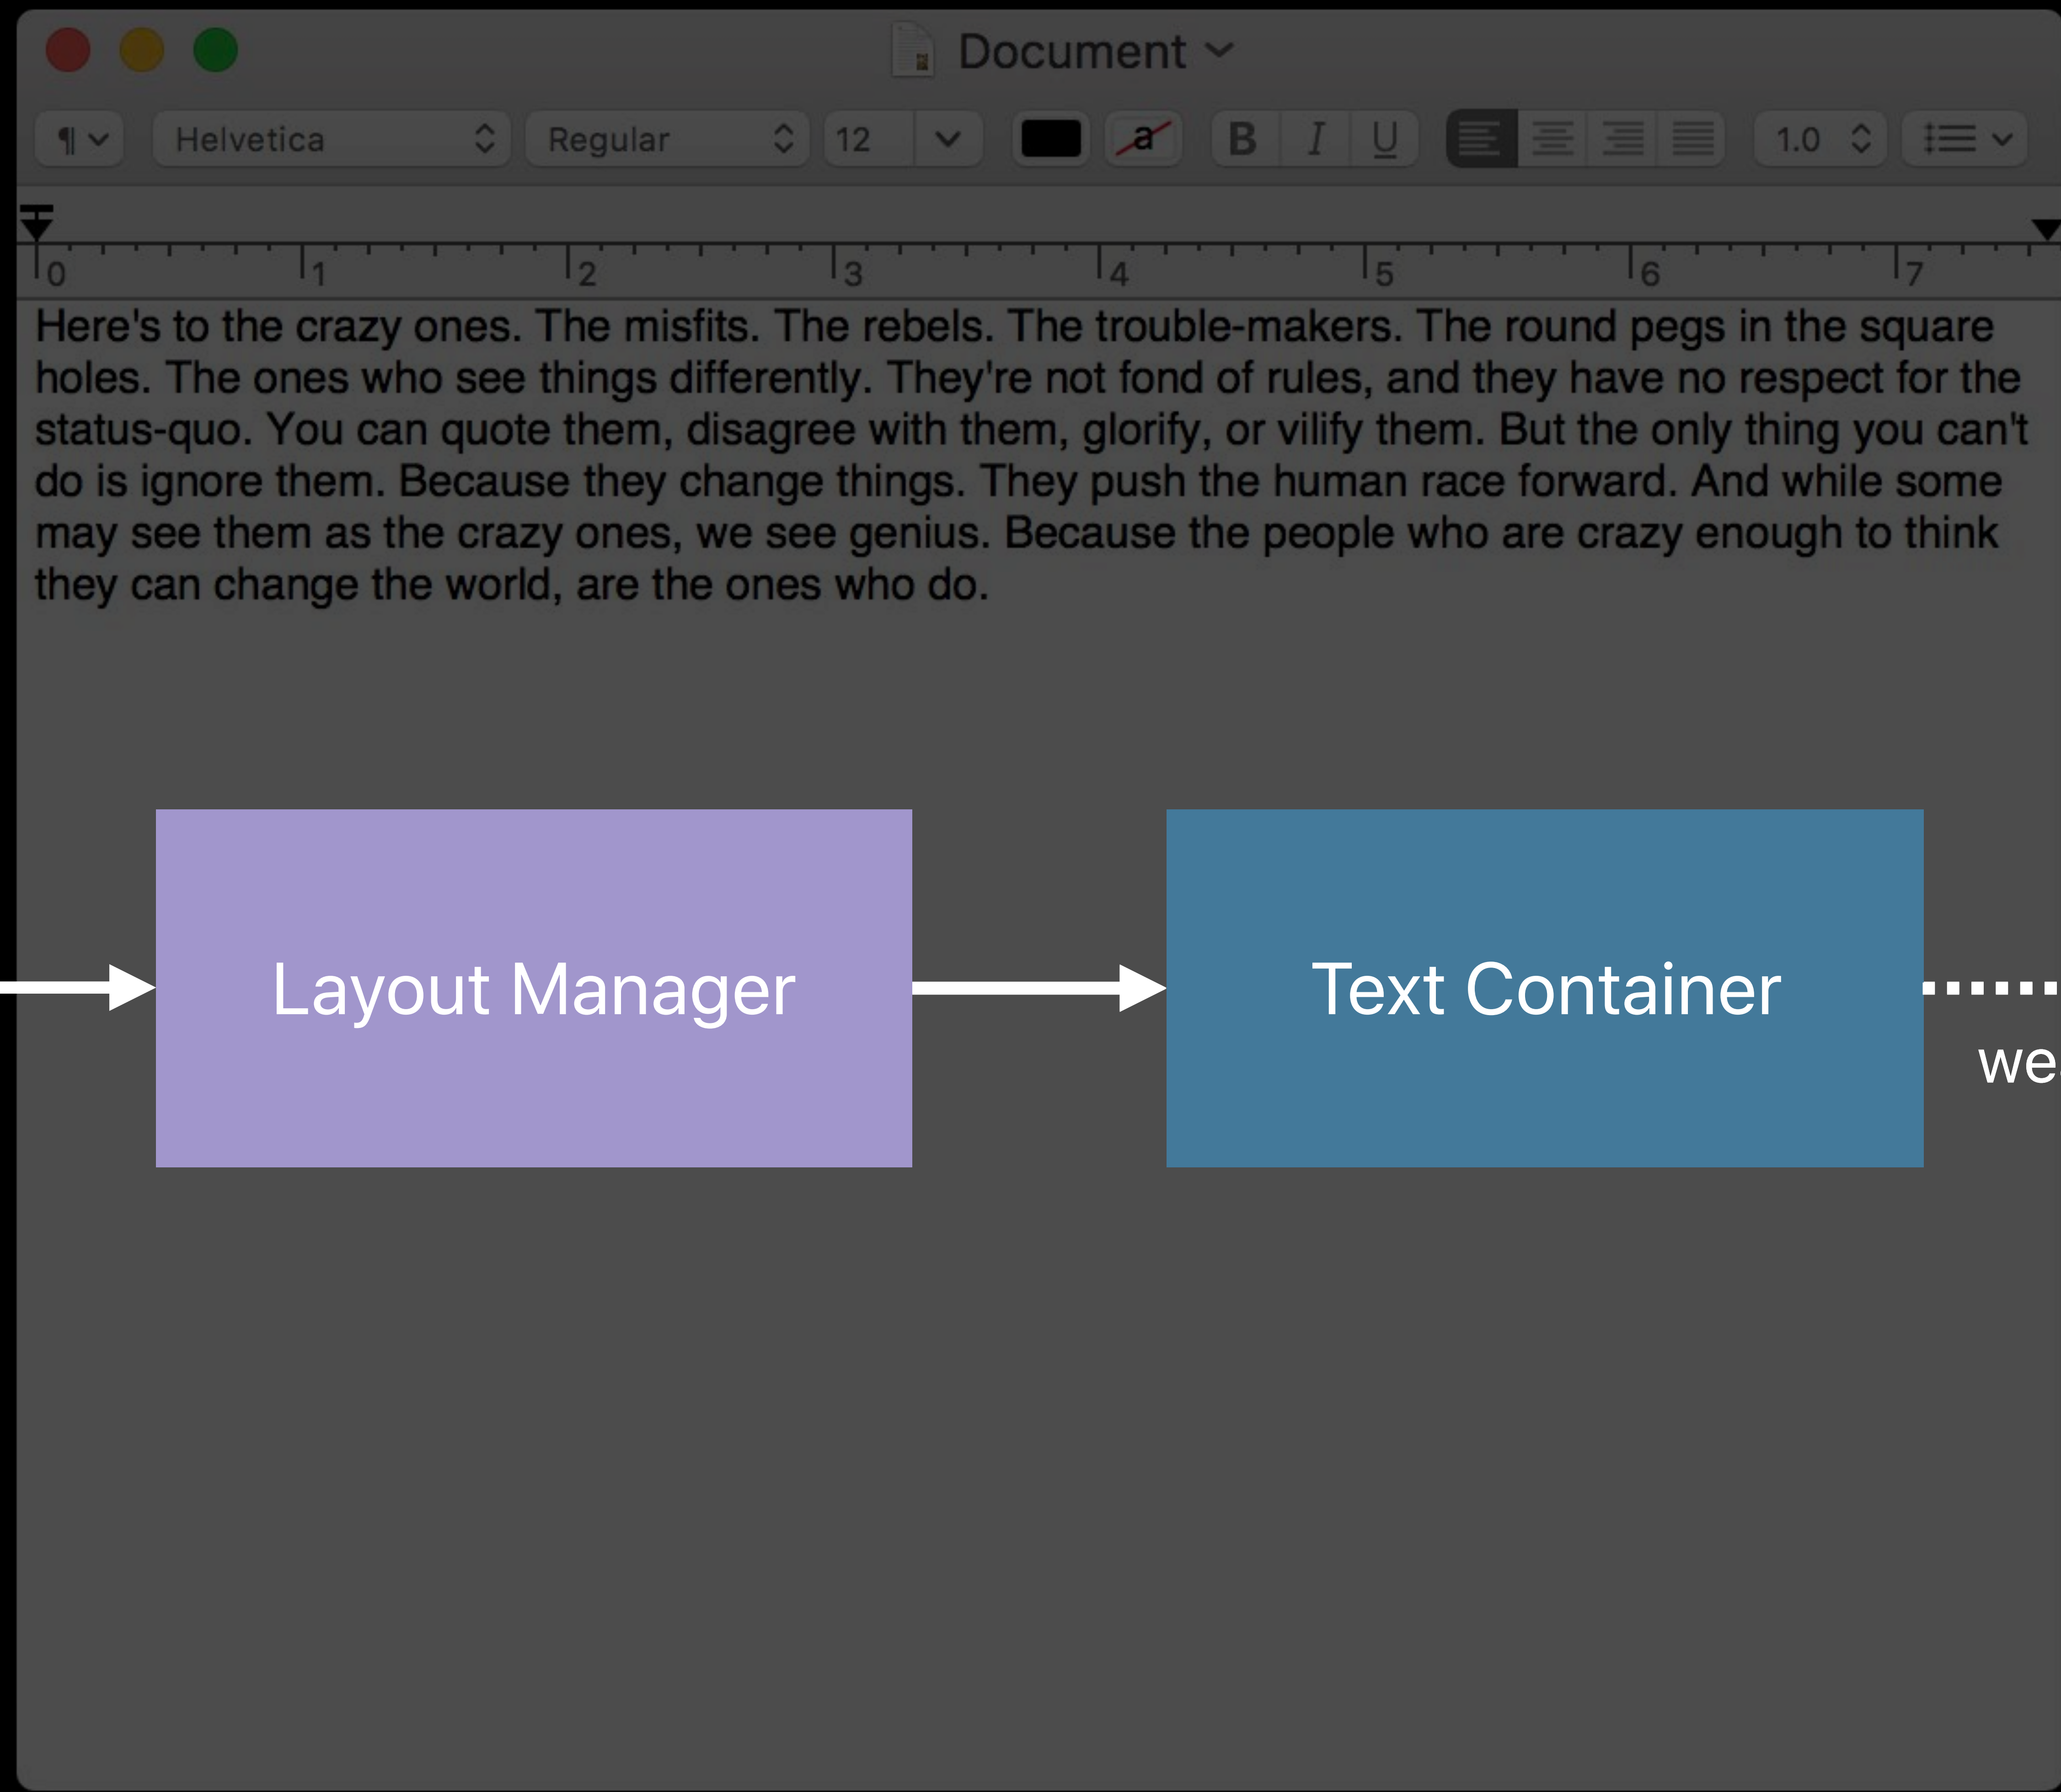 Document
¶ Helvetica Regular 12 a B I U 1.0
0 1 2 3 4 5 6 7
Here's to the crazy ones. The misfits. The rebels. The trouble-makers. The round pegs in the square
holes. The ones who see things differently. They're not fond of rules, and they have no respect for the
status-quo. You can quote them, disagree with them, glorify, or vilify them. But the only thing you can't
do is ignore them. Because they change things. They push the human race forward. And while some
may see them as the crazy ones, we see genius. Because the people who are crazy enough to think
they can change the world, are the ones who do.
Layout Manager
Text Container